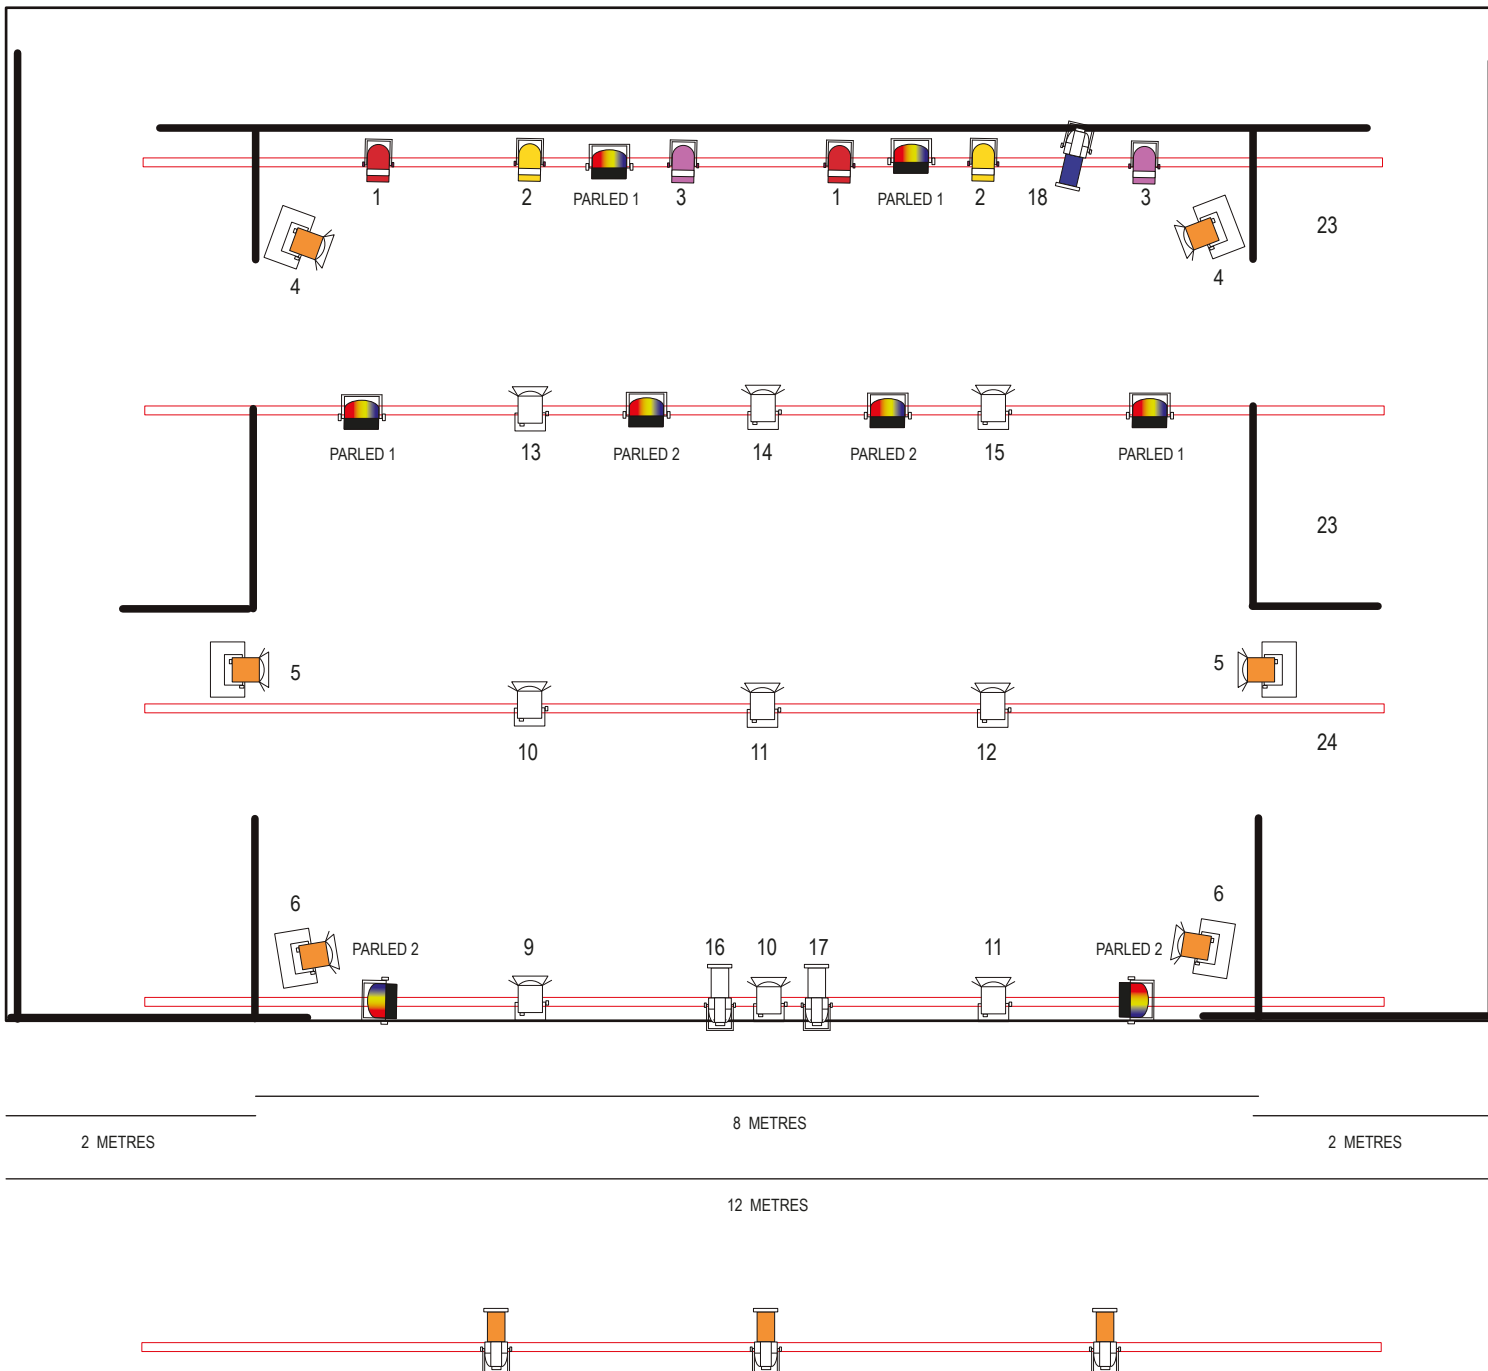 1 2 PARLED 1 3 1 PARLED 1 2 18 3
23
4 4
PARLED 1 13 PARLED 2 14 PARLED 2 15 PARLED 1
23
5 5
10 11 12 24
6 6
PARLED 2 9 16 10 17 11 PARLED 2
8 METRES
2 METRES 2 METRES
12 METRES